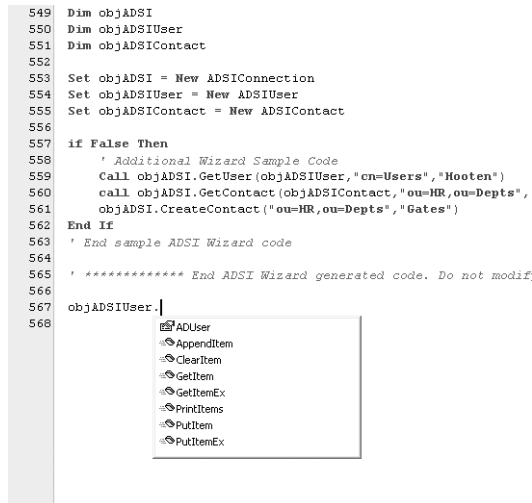 549 Dim objADSI
550 Dim objADSIUser
551 Dim objADSIContact
552
553 Set objADSI = New ADSIConnection
554 Set objADSIUser = New ADSIUser
555 Set objADSIContact = New ADSIContact
556
557 if False Then
558 ' Additional Wizard Sample Code
559 Call objADSI.GetUser(objADSIUser,"cn=Users","Hooten")
560 call objADSI.GetContact(objADSIContact,"ou=HR,ou=Depts",
561 objADSI.CreateContact("ou=HR,ou=Depts","Gates")
562 End If
563 ' End sample ADSI Wizard code
564
565 ' ************* End ADSI Wizard generated code. Do not modify
566
567 objADSIUser.
568
ADUser
AppendItem
ClearItem
GetItem
GetItemEx
PrintItems
PutItem
PutItemEx